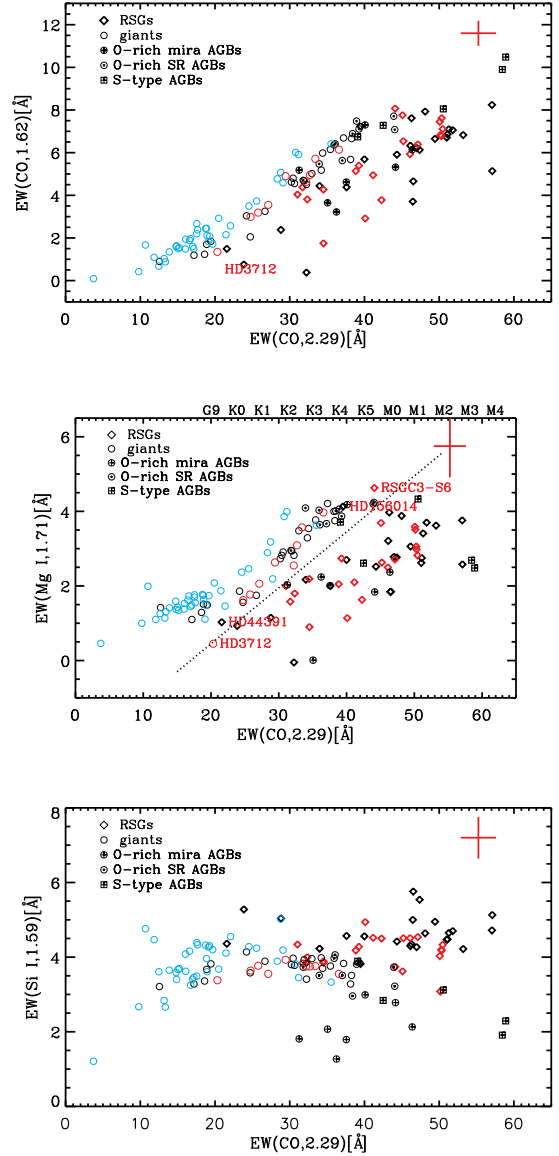 12
10
8
6
4
2
0
EW(CO,1.62)[Å]
RSGs
giants
O-rich mira AGBs
O-rich SR AGBs
S-type AGBs
HD3712
0 10 20 30 40 50 60
EW(CO,2.29)[Å]
G9 K0 K1 K2 K3 K4 K5 M0 M1 M2 M3 M4
6
4
2
0
EW(Mg I,1.71)[Å]
RSGs
giants
O-rich mira AGBs
O-rich SR AGBs
S-type AGBs
RSGC3-S6
HD156014
HD44391
HD3712
0 10 20 30 40 50 60
EW(CO,2.29)[Å]
8
6
4
2
0
EW(Si I,1.59)[Å]
RSGs
giants
O-rich mira AGBs
O-rich SR AGBs
S-type AGBs
0 10 20 30 40 50 60
EW(CO,2.29)[Å]